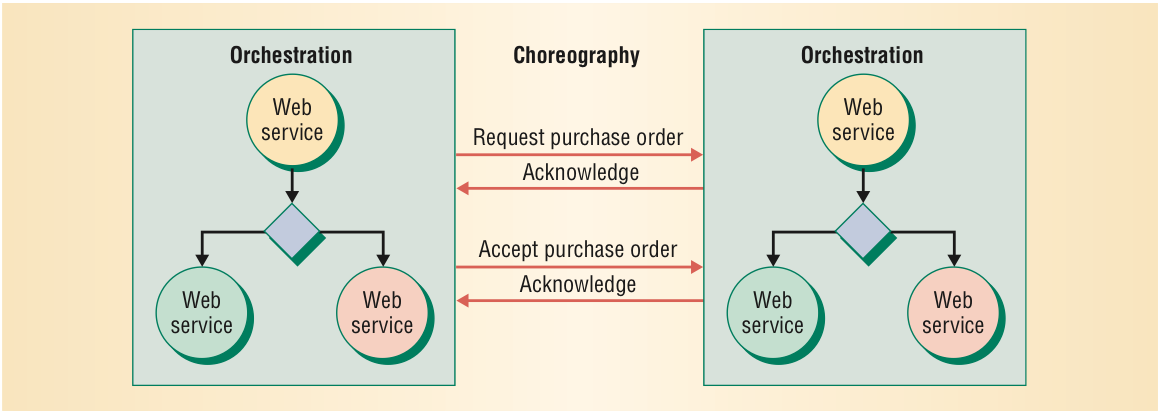 Orchestration
Web
service
Web
service
Web
service
Choreography
Request purchase order
Acknowledge
Accept purchase order
Acknowledge
Orchestration
Web
service
Web
service
Web
service